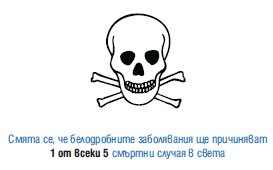 Смята се, че белодробните заболявания ще причиняват
1 от всеки 5 смъртни случая в света